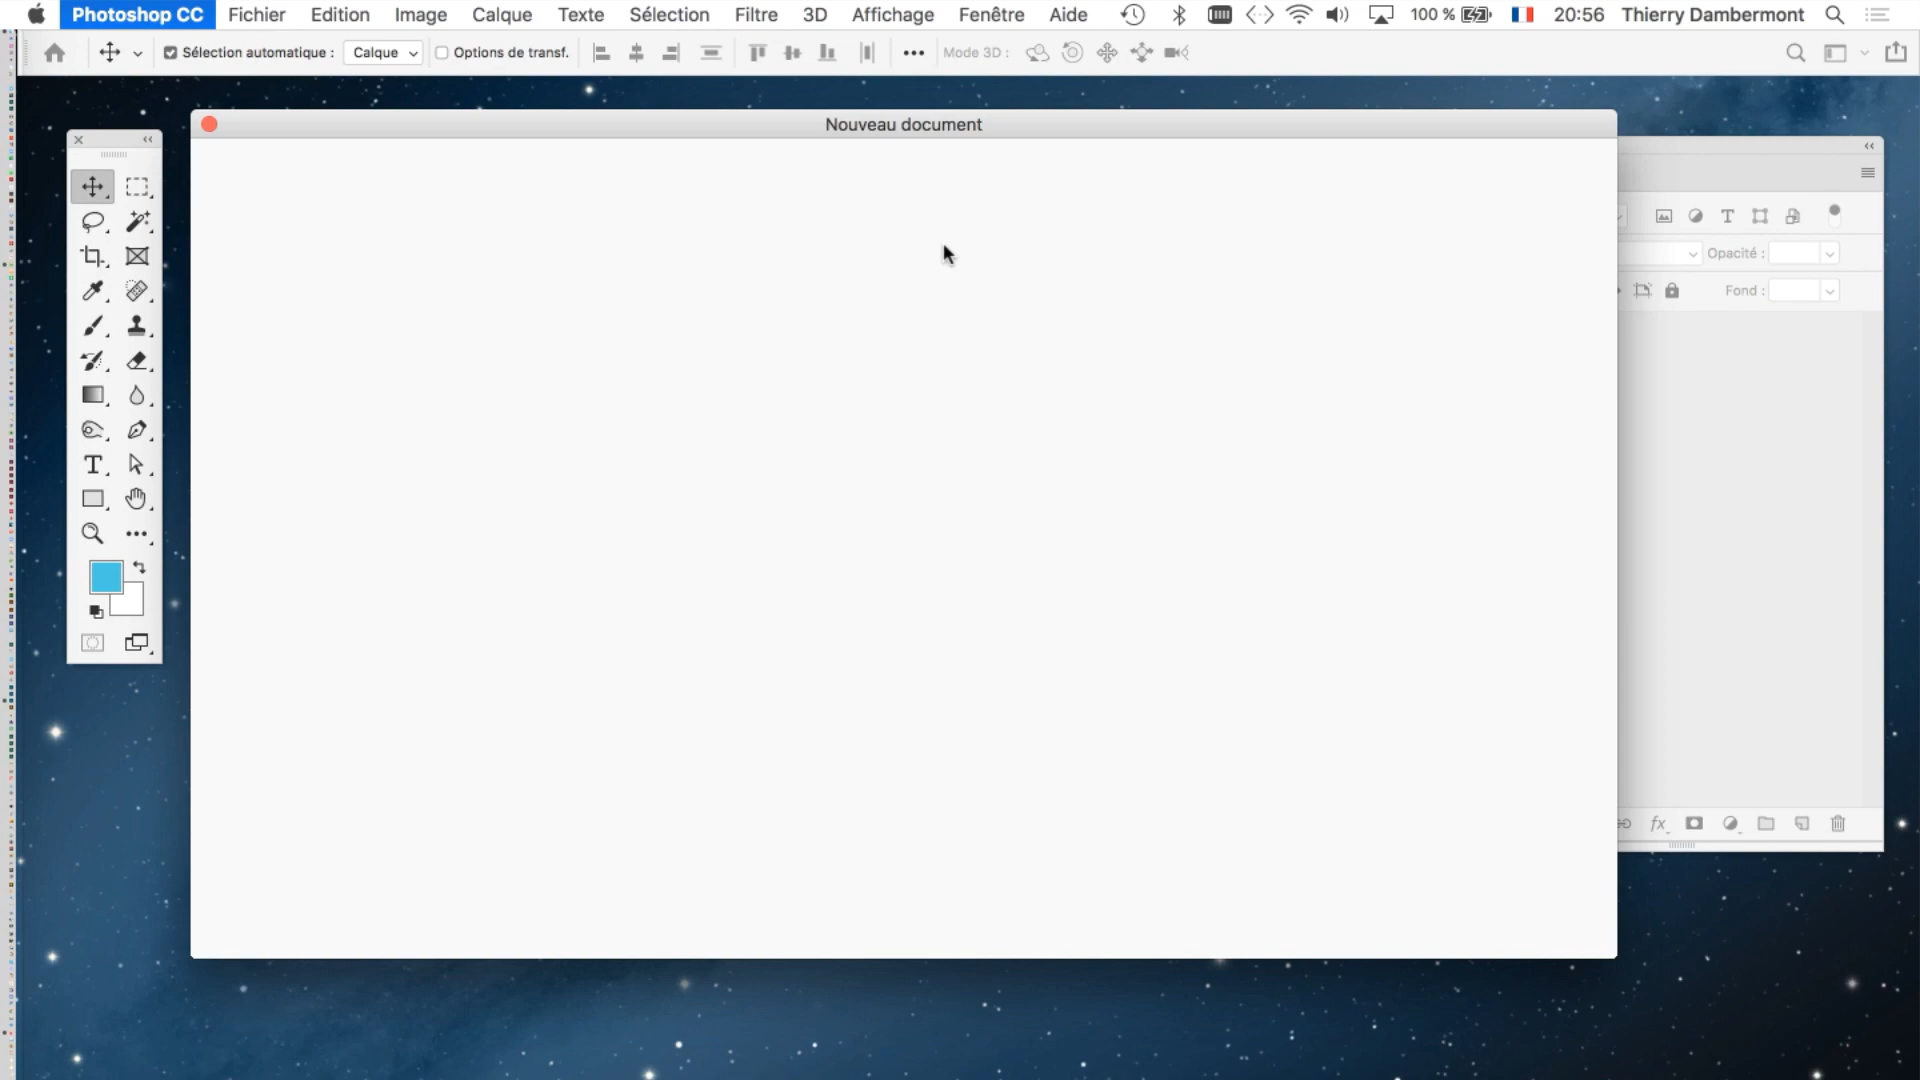 Photoshop CC Fichier Edition Image Calque Texte Sélection Filtre 3D Affichage Fenêtre Aide 100 % 20:56 Thierry Dambermont
Sélection automatique : Calque Options de transf. Mode 3D :
Nouveau document
Opacité :
Fond :
fx